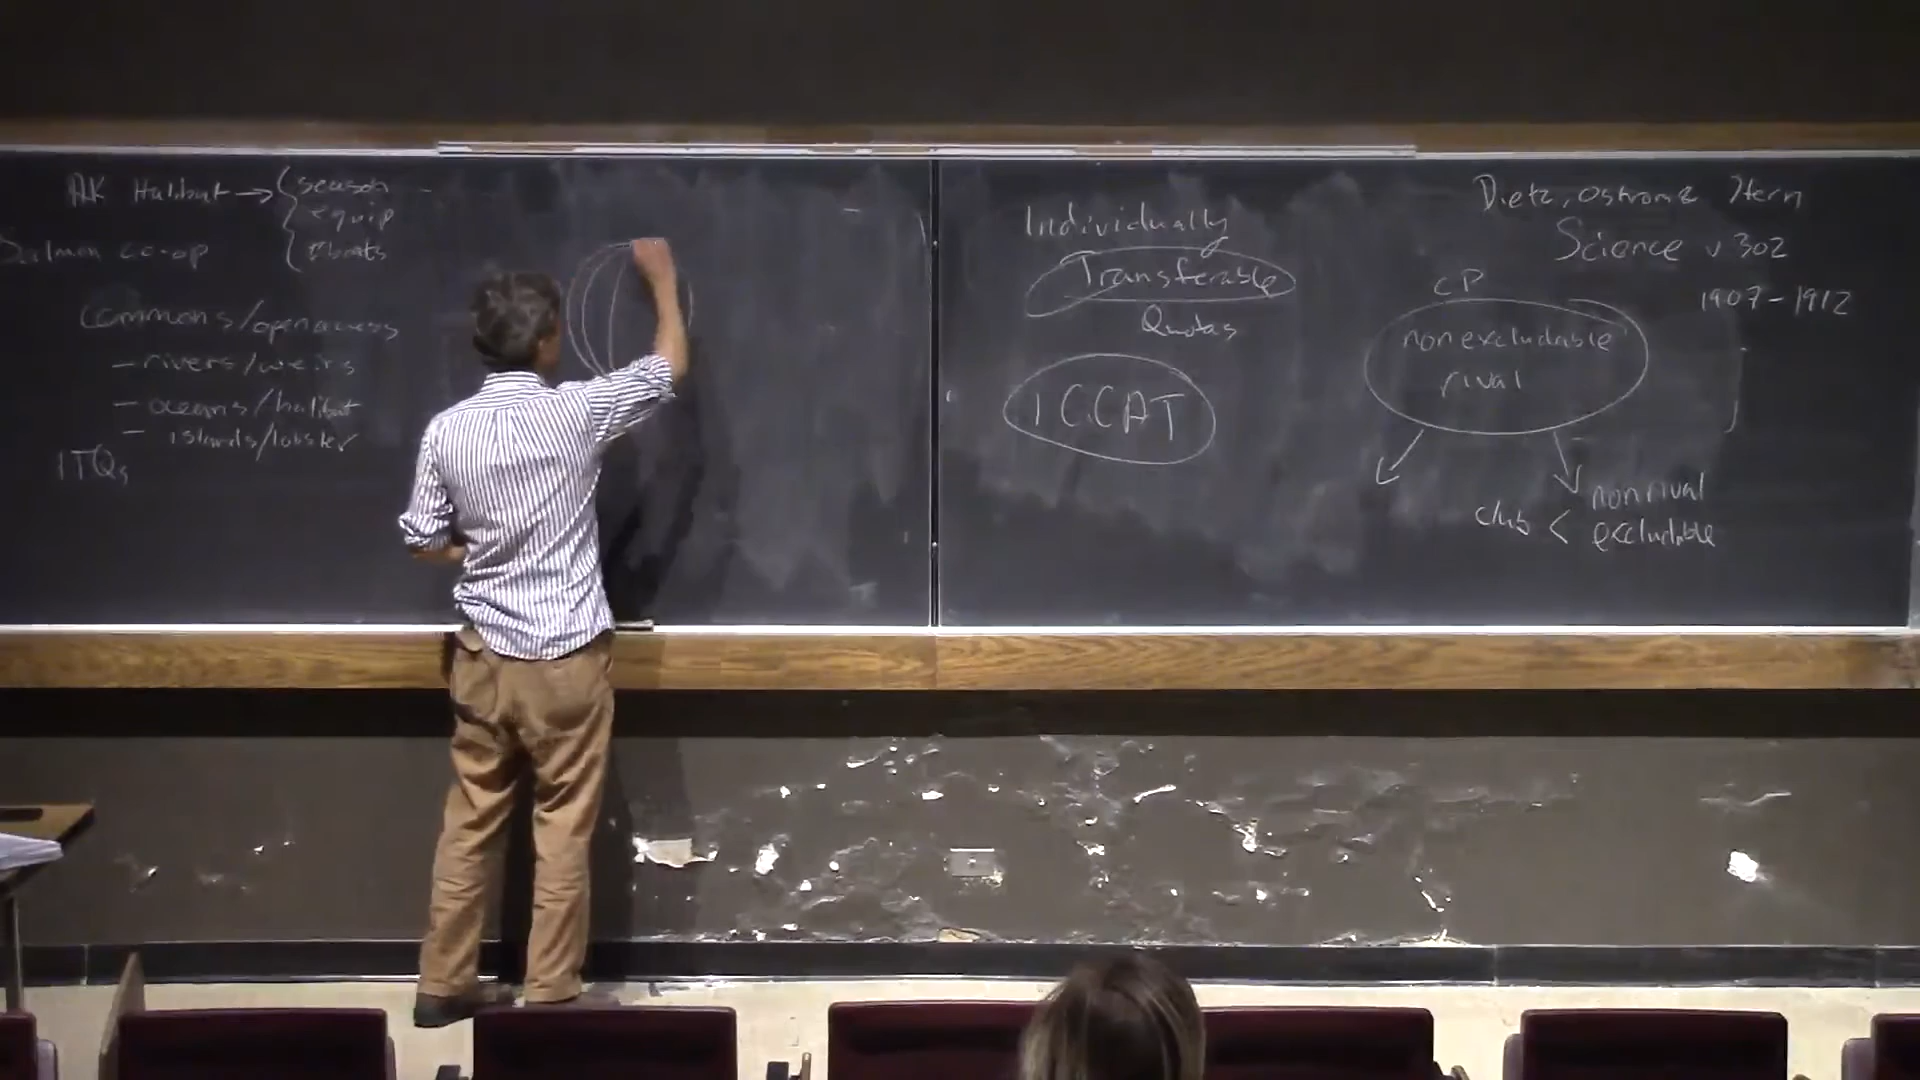 AK Halibut → { season
equip
#boats
Salmon co-op
Commons/open access
- rivers/weirs
- oceans/halibut
- islands/lobster
ITQs
Individually
Transferable
Quotas
ICCAT
Dietz, Ostrom & Stern
Science v 302
1907-1912
CP
nonexcludable
rival
club < nonrival
excludable